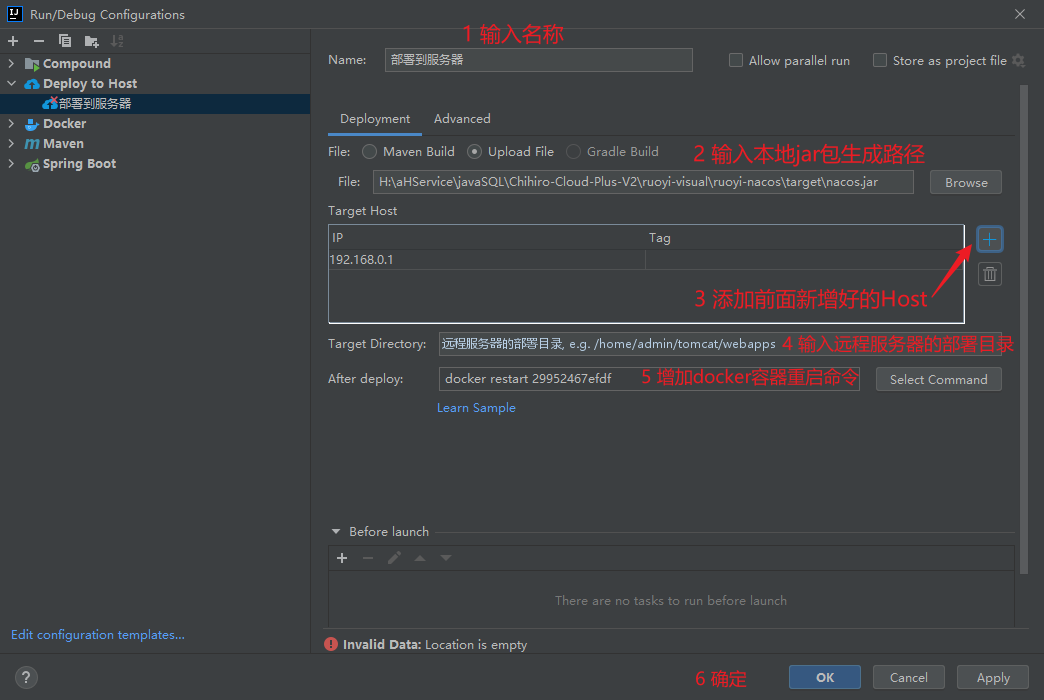 Run/Debug Configurations
Compound
Deploy to Host
部署到服务器
Docker
Maven
Spring Boot
Edit configuration templates...
1 输入名称
Name: 部署到服务器 Allow parallel run Store as project file
Deployment Advanced
File: Maven Build Upload File Gradle Build
2 输入本地jar包生成路径
File: H:\aHService\javaSQL\Chihiro-Cloud-Plus-V2\ruoyi-visual\ruoyi-nacos\target\nacos.jar Browse
Target Host
IP Tag
192.168.0.1
3 添加前面新增好的Host
Target Directory: 远程服务器的部署目录, e.g. /home/admin/tomcat/webapps 4 输入远程服务器的部署目录
After deploy: docker restart 29952467efdf 5 增加docker容器重启命令 Select Command
Learn Sample
Before launch
There are no tasks to run before launch
Invalid Data: Location is empty
? 6 确定 OK Cancel Apply